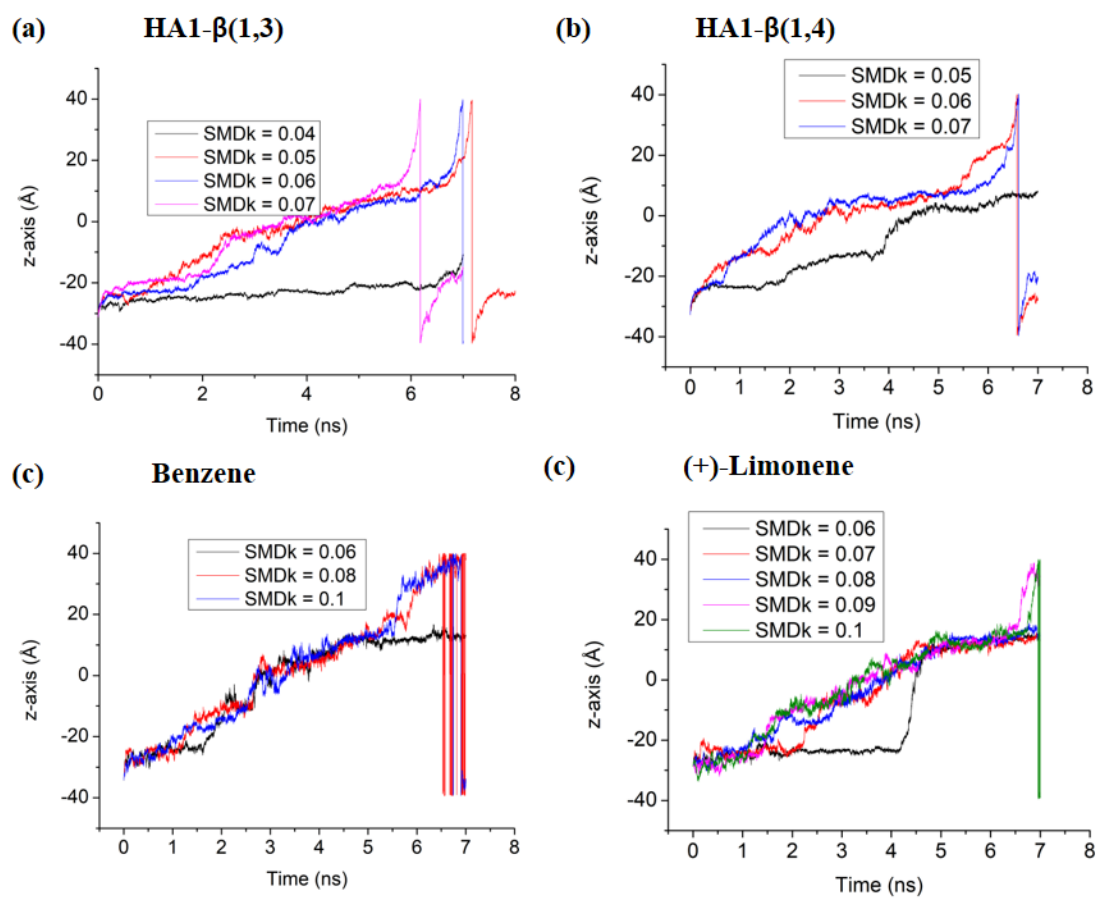 (a) HA1-β(1,3)
40
20
0
-20
-40
z-axis (Å)
SMDk = 0.04
SMDk = 0.05
SMDk = 0.06
SMDk = 0.07
0 2 4 6 8
Time (ns)
(b) HA1-β(1,4)
40
20
0
-20
-40
z-axis (Å)
SMDk = 0.05
SMDk = 0.06
SMDk = 0.07
0 1 2 3 4 5 6 7 8
Time (ns)
(c) Benzene
40
20
0
-20
-40
z-axis (Å)
SMDk = 0.06
SMDk = 0.08
SMDk = 0.1
0 1 2 3 4 5 6 7 8
Time (ns)
(c) (+)-Limonene
40
20
0
-20
-40
z-axis (Å)
SMDk = 0.06
SMDk = 0.07
SMDk = 0.08
SMDk = 0.09
SMDk = 0.1
0 1 2 3 4 5 6 7 8
Time (ns)